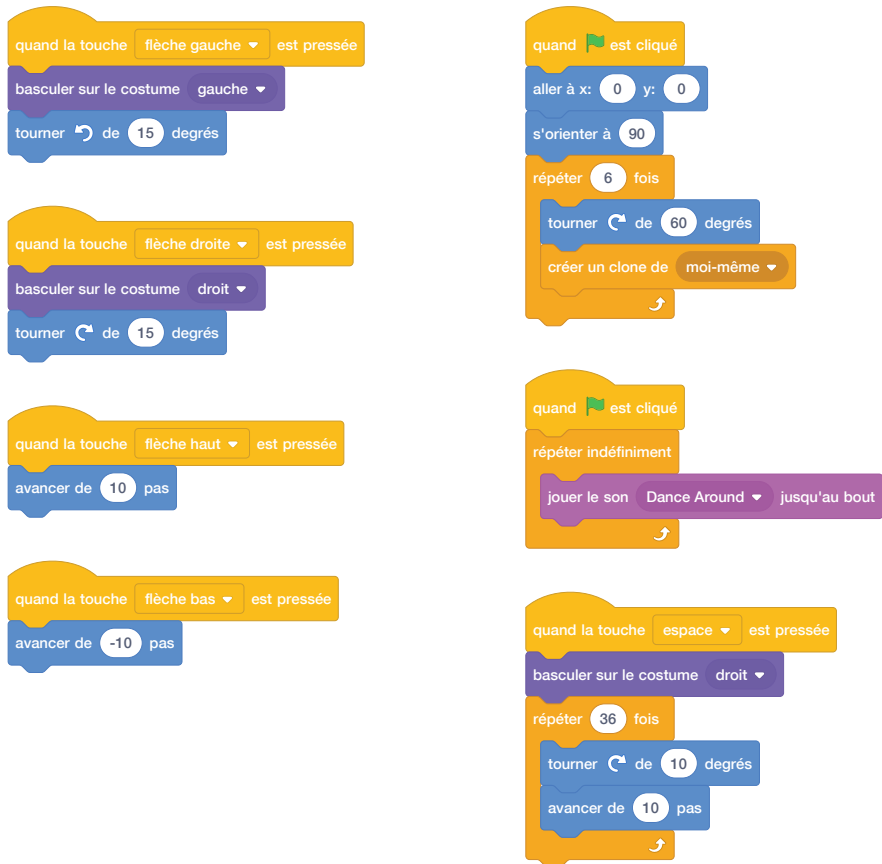 quand la touche flèche gauche est pressée
basculer sur le costume gauche
tourner de 15 degrés
quand la touche flèche droite est pressée
basculer sur le costume droit
tourner de 15 degrés
quand la touche flèche haut est pressée
avancer de 10 pas
quand la touche flèche bas est pressée
avancer de -10 pas
quand est cliqué
aller à x: 0 y: 0
s'orienter à 90
répéter 6 fois
tourner de 60 degrés
créer un clone de moi-même
quand est cliqué
répéter indéfiniment
jouer le son Dance Around jusqu'au bout
quand la touche espace est pressée
basculer sur le costume droit
répéter 36 fois
tourner de 10 degrés
avancer de 10 pas